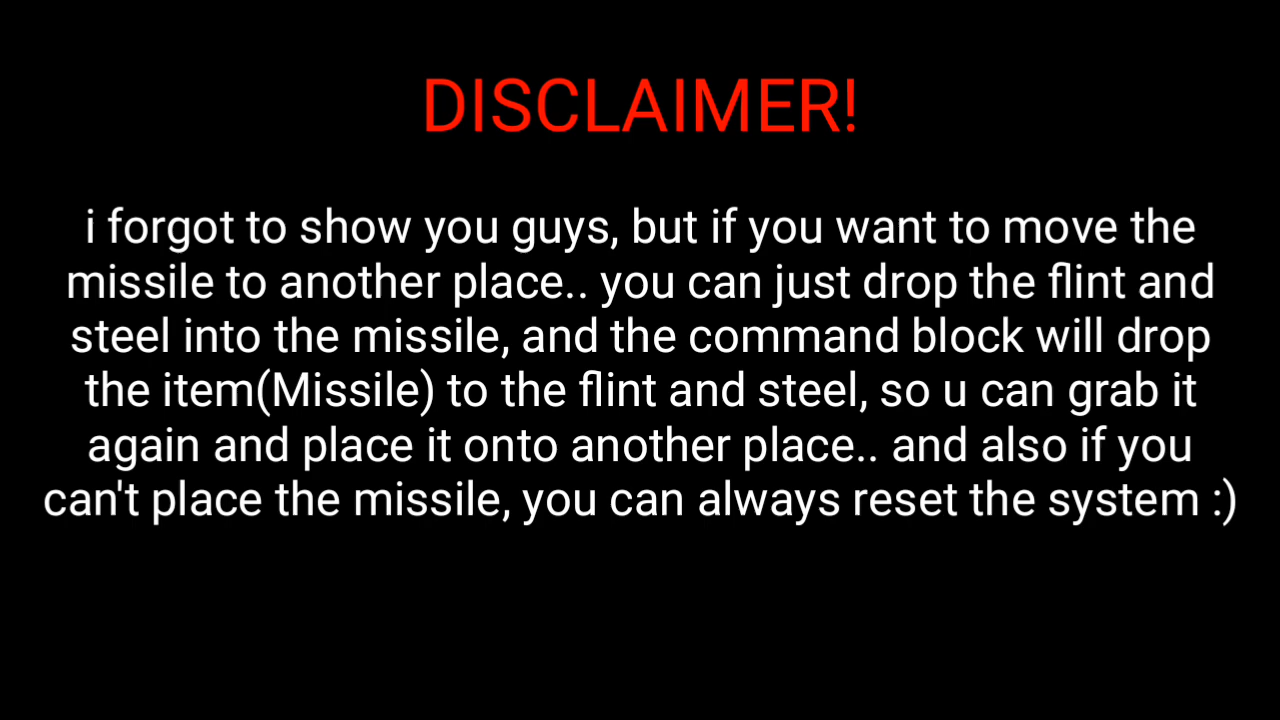 DISCLAIMER!
i forgot to show you guys, but if you want to move the
missile to another place.. you can just drop the flint and
steel into the missile, and the command block will drop
the item(Missile) to the flint and steel, so u can grab it
again and place it onto another place.. and also if you
can't place the missile, you can always reset the system :)